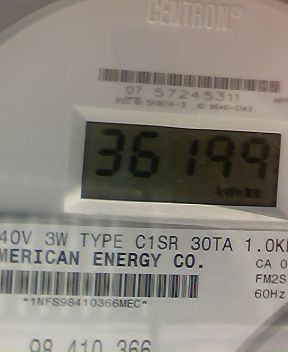 CENTRON®
07 57245311
36199
kWh
40V 3W TYPE C1SR 30TA 1.0K
MERICAN ENERGY CO.
CA 0
FM2S
60Hz
*1NFS98410366MEC*
98 410 366